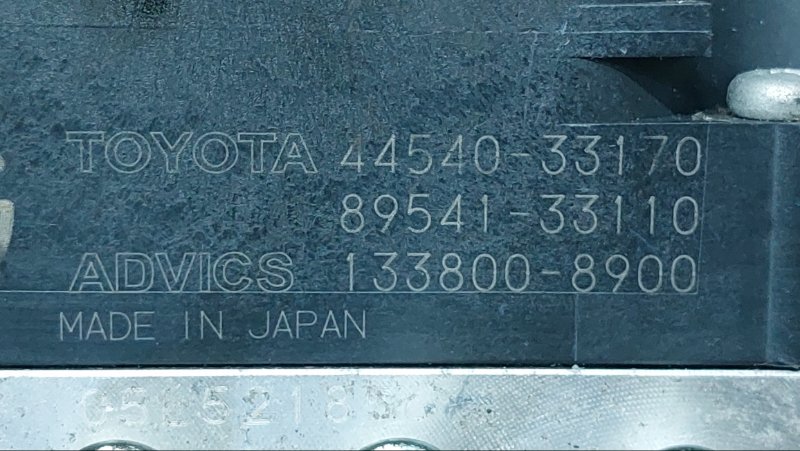 TOYOTA 44540-33170
89541-33110
ADVICS 133800-8900
MADE IN JAPAN